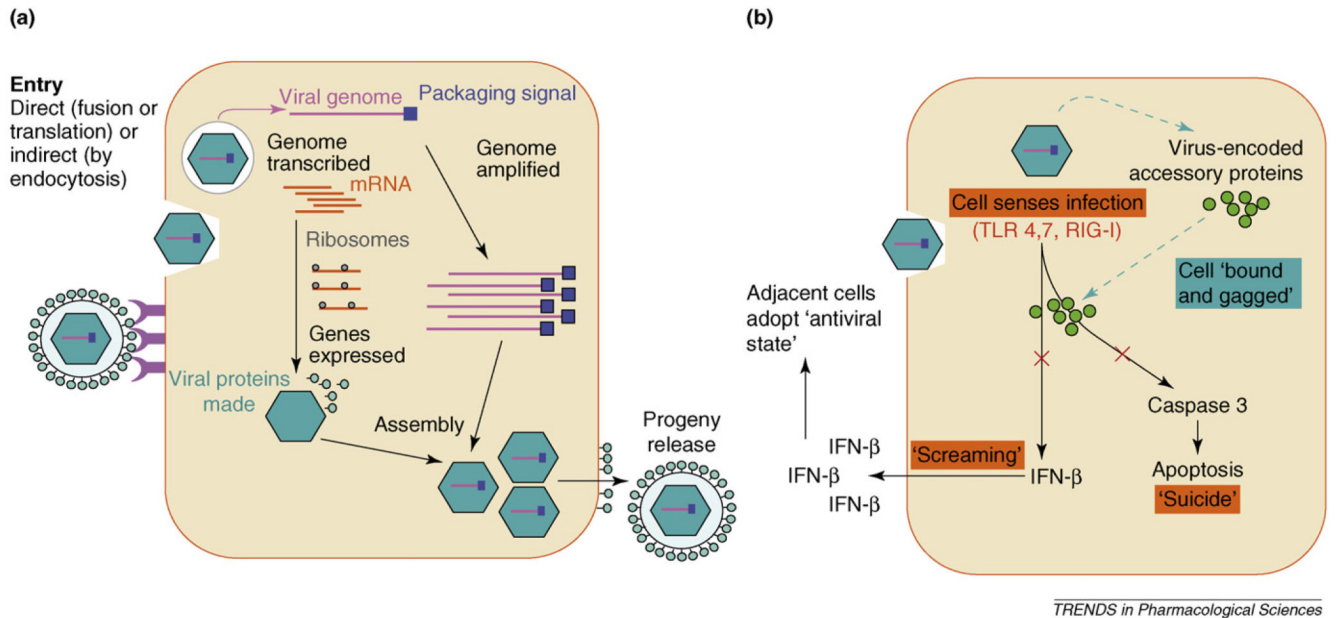 (a)
Entry
Direct (fusion or
translation) or
indirect (by
endocytosis)
Viral genome
Packaging signal
Genome
transcribed
mRNA
Genome
amplified
Ribosomes
Genes
expressed
Viral proteins
made
Assembly
Progeny
release
(b)
Virus-encoded
accessory proteins
Cell senses infection
(TLR 4,7, RIG-I)
Cell ‘bound
and gagged’
Adjacent cells
adopt ‘antiviral
state’
Caspase 3
IFN-β
IFN-β
IFN-β
‘Screaming’
IFN-β
Apoptosis
‘Suicide’
TRENDS in Pharmacological Sciences